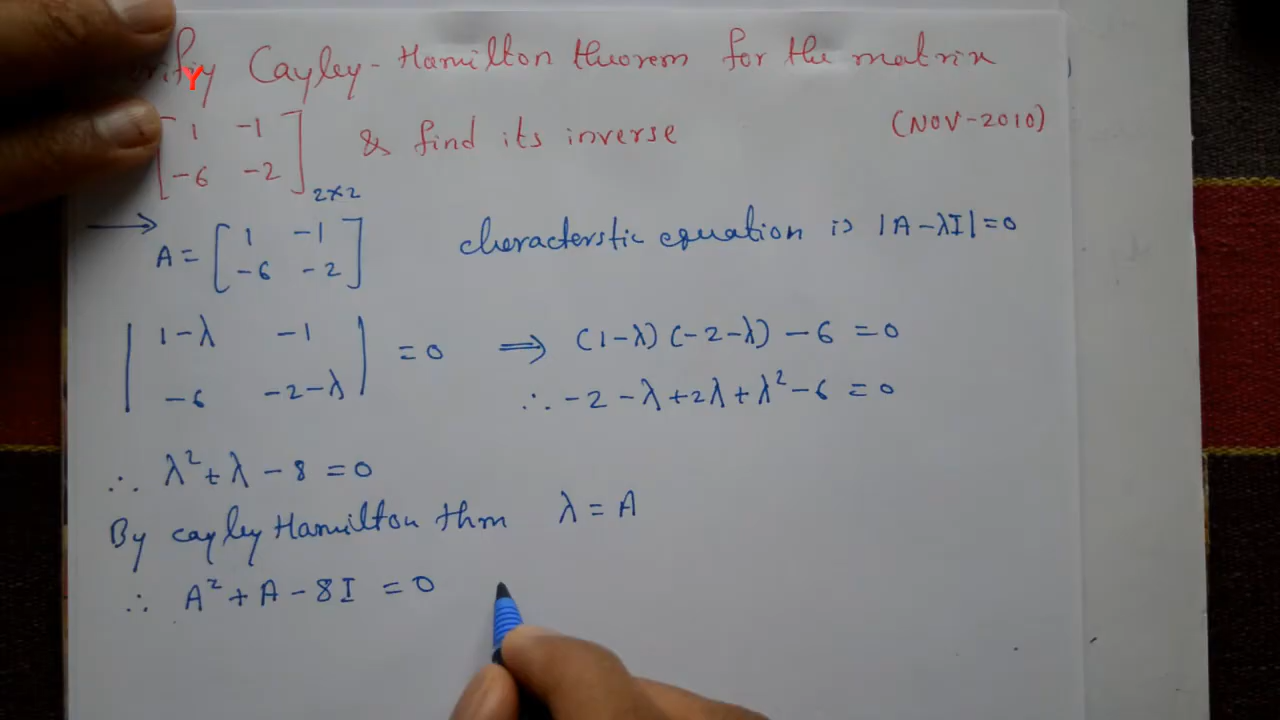 Cayley-Hamilton theorem for the matrix
[1 -1
-6 -2] 2×2 & find its inverse (NOV-2010)
→ A = [1 -1
-6 -2] characterstic equation is |A-λI|=0
|1-λ -1
-6 -2-λ| = 0 ⟹ (1-λ)(-2-λ) - 6 = 0
∴ -2 - λ + 2λ + λ² - 6 = 0
∴ λ² + λ - 8 = 0
By cayley Hamilton thm λ = A
∴ A² + A - 8I = 0